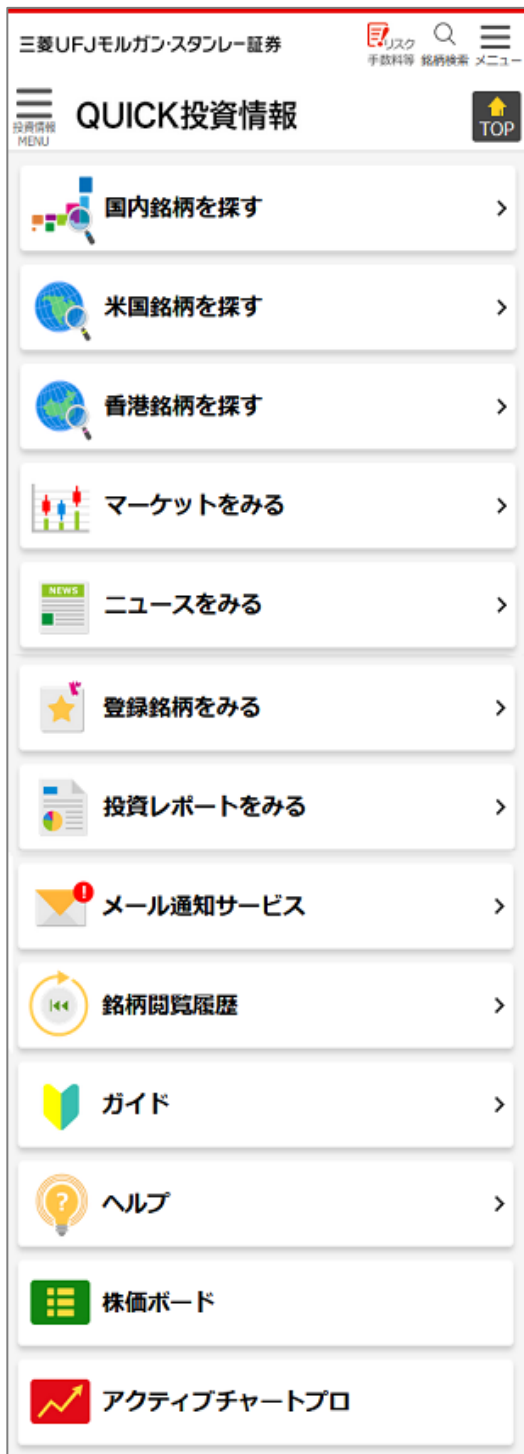 三菱UFJモルガン・スタンレー証券
リスク
手数料等 銘柄検索 メニュー
投資情報
MENU
QUICK投資情報
TOP
国内銘柄を探す
米国銘柄を探す
香港銘柄を探す
マーケットをみる
NEWS
ニュースをみる
登録銘柄をみる
投資レポートをみる
メール通知サービス
銘柄閲覧履歴
ガイド
ヘルプ
株価ボード
アクティブチャートプロ